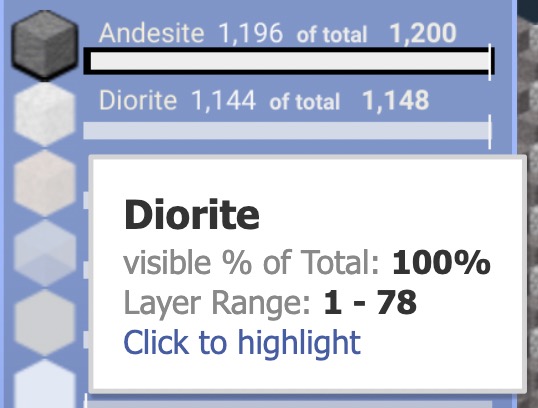 Andesite 1,196 of total 1,200
Diorite 1,144 of total 1,148
Diorite
visible % of Total: 100%
Layer Range: 1 - 78
Click to highlight